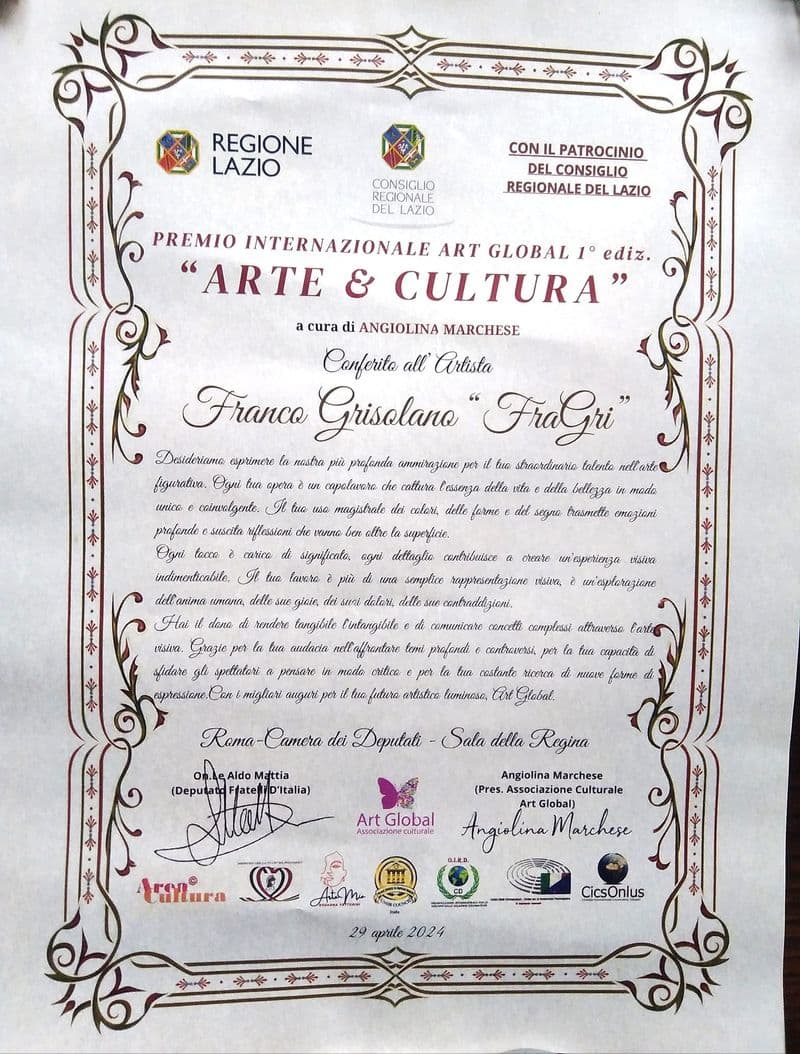 REGIONE
LAZIO
CONSIGLIO
REGIONALE
DEL LAZIO
CON IL PATROCINIO
DEL CONSIGLIO
REGIONALE DEL LAZIO
PREMIO INTERNAZIONALE ART GLOBAL 1° ediz.
“ARTE & CULTURA”
a cura di ANGIOLINA MARCHESE
Conferito all' Artista
Franco Grisolano “FraGri”
Desideriamo esprimere la nostra più profonda ammirazione per il tuo straordinario talento nell'arte
figurativa. Ogni tua opera è un capolavoro che cattura l'essenza della vita e della bellezza in modo
unico e coinvolgente. Il tuo uso magistrale dei colori, delle forme e del segno trasmette emozioni
profonde e suscita riflessioni che vanno ben oltre la superficie.
Ogni tocco è carico di significato, ogni dettaglio contribuisce a creare un'esperienza visiva
indimenticabile. Il tuo lavoro è più di una semplice rappresentazione visiva, è un'esplorazione
dell'anima umana, delle sue gioie, dei suoi dolori, delle sue contraddizioni.
Hai il dono di rendere tangibile l'intangibile e di comunicare concetti complessi attraverso l'arte
visiva. Grazie per la tua audacia nell'affrontare temi profondi e controversi, per la tua capacità di
sfidare gli spettatori a pensare in modo critico e per la tua costante ricerca di nuove forme di
espressione.Con i migliori auguri per il tuo futuro artistico luminoso, Art Global.
Roma-Camera dei Deputati - Sala della Regina
On.Le Aldo Mattia
(Deputato Fratelli D'Italia)
Art Global
Associazione culturale
Angiolina Marchese
(Pres. Associazione Culturale
Art Global)
Angiolina Marchese
Area©
Cultura
ArteMia
Italia
O.I.R.D.
CD
CicsOnlus
29 aprile 2024